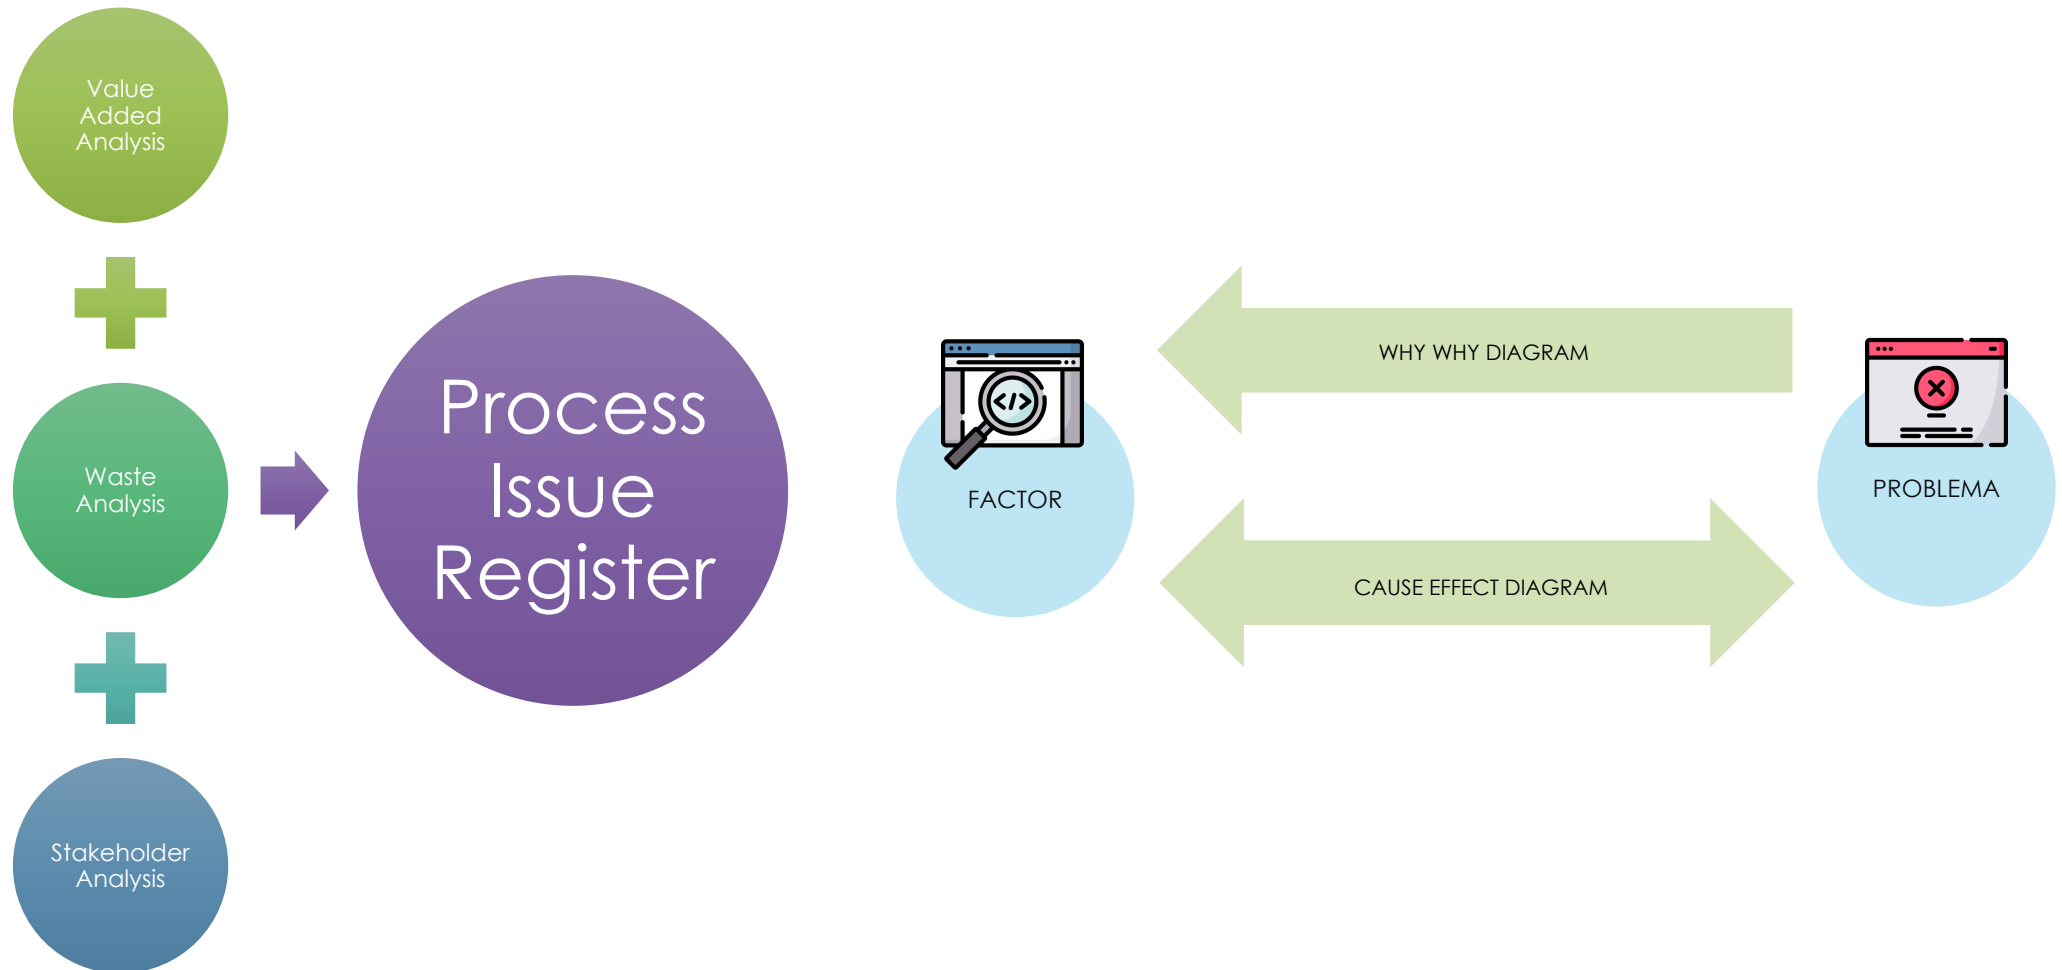 Value
Added
Analysis
Waste
Analysis
Stakeholder
Analysis
Process
Issue
Register
</>
FACTOR
WHY WHY DIAGRAM
CAUSE EFFECT DIAGRAM
PROBLEMA